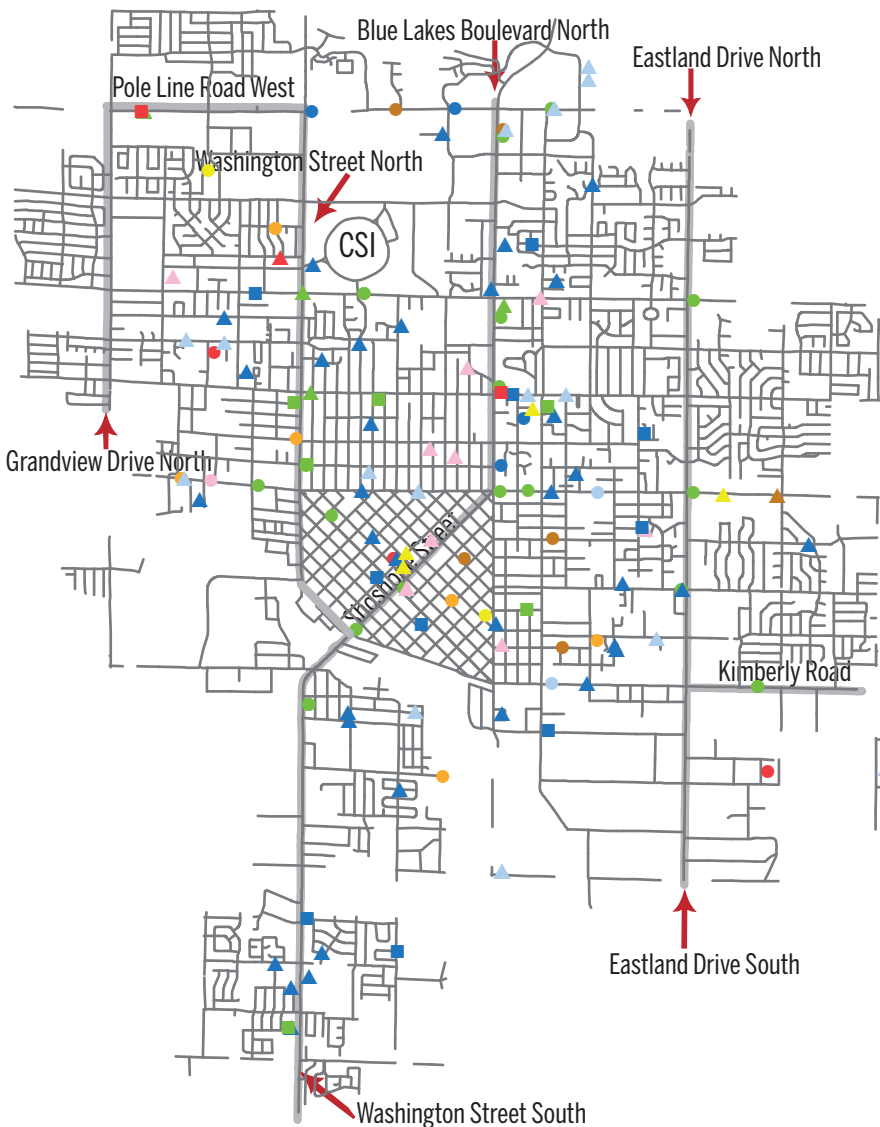 Blue Lakes Boulevard North
Eastland Drive North
Pole Line Road West
Washington Street North
CSI
Grandview Drive North
Shoshone Street
Kimberly Road
Eastland Drive South
Washington Street South